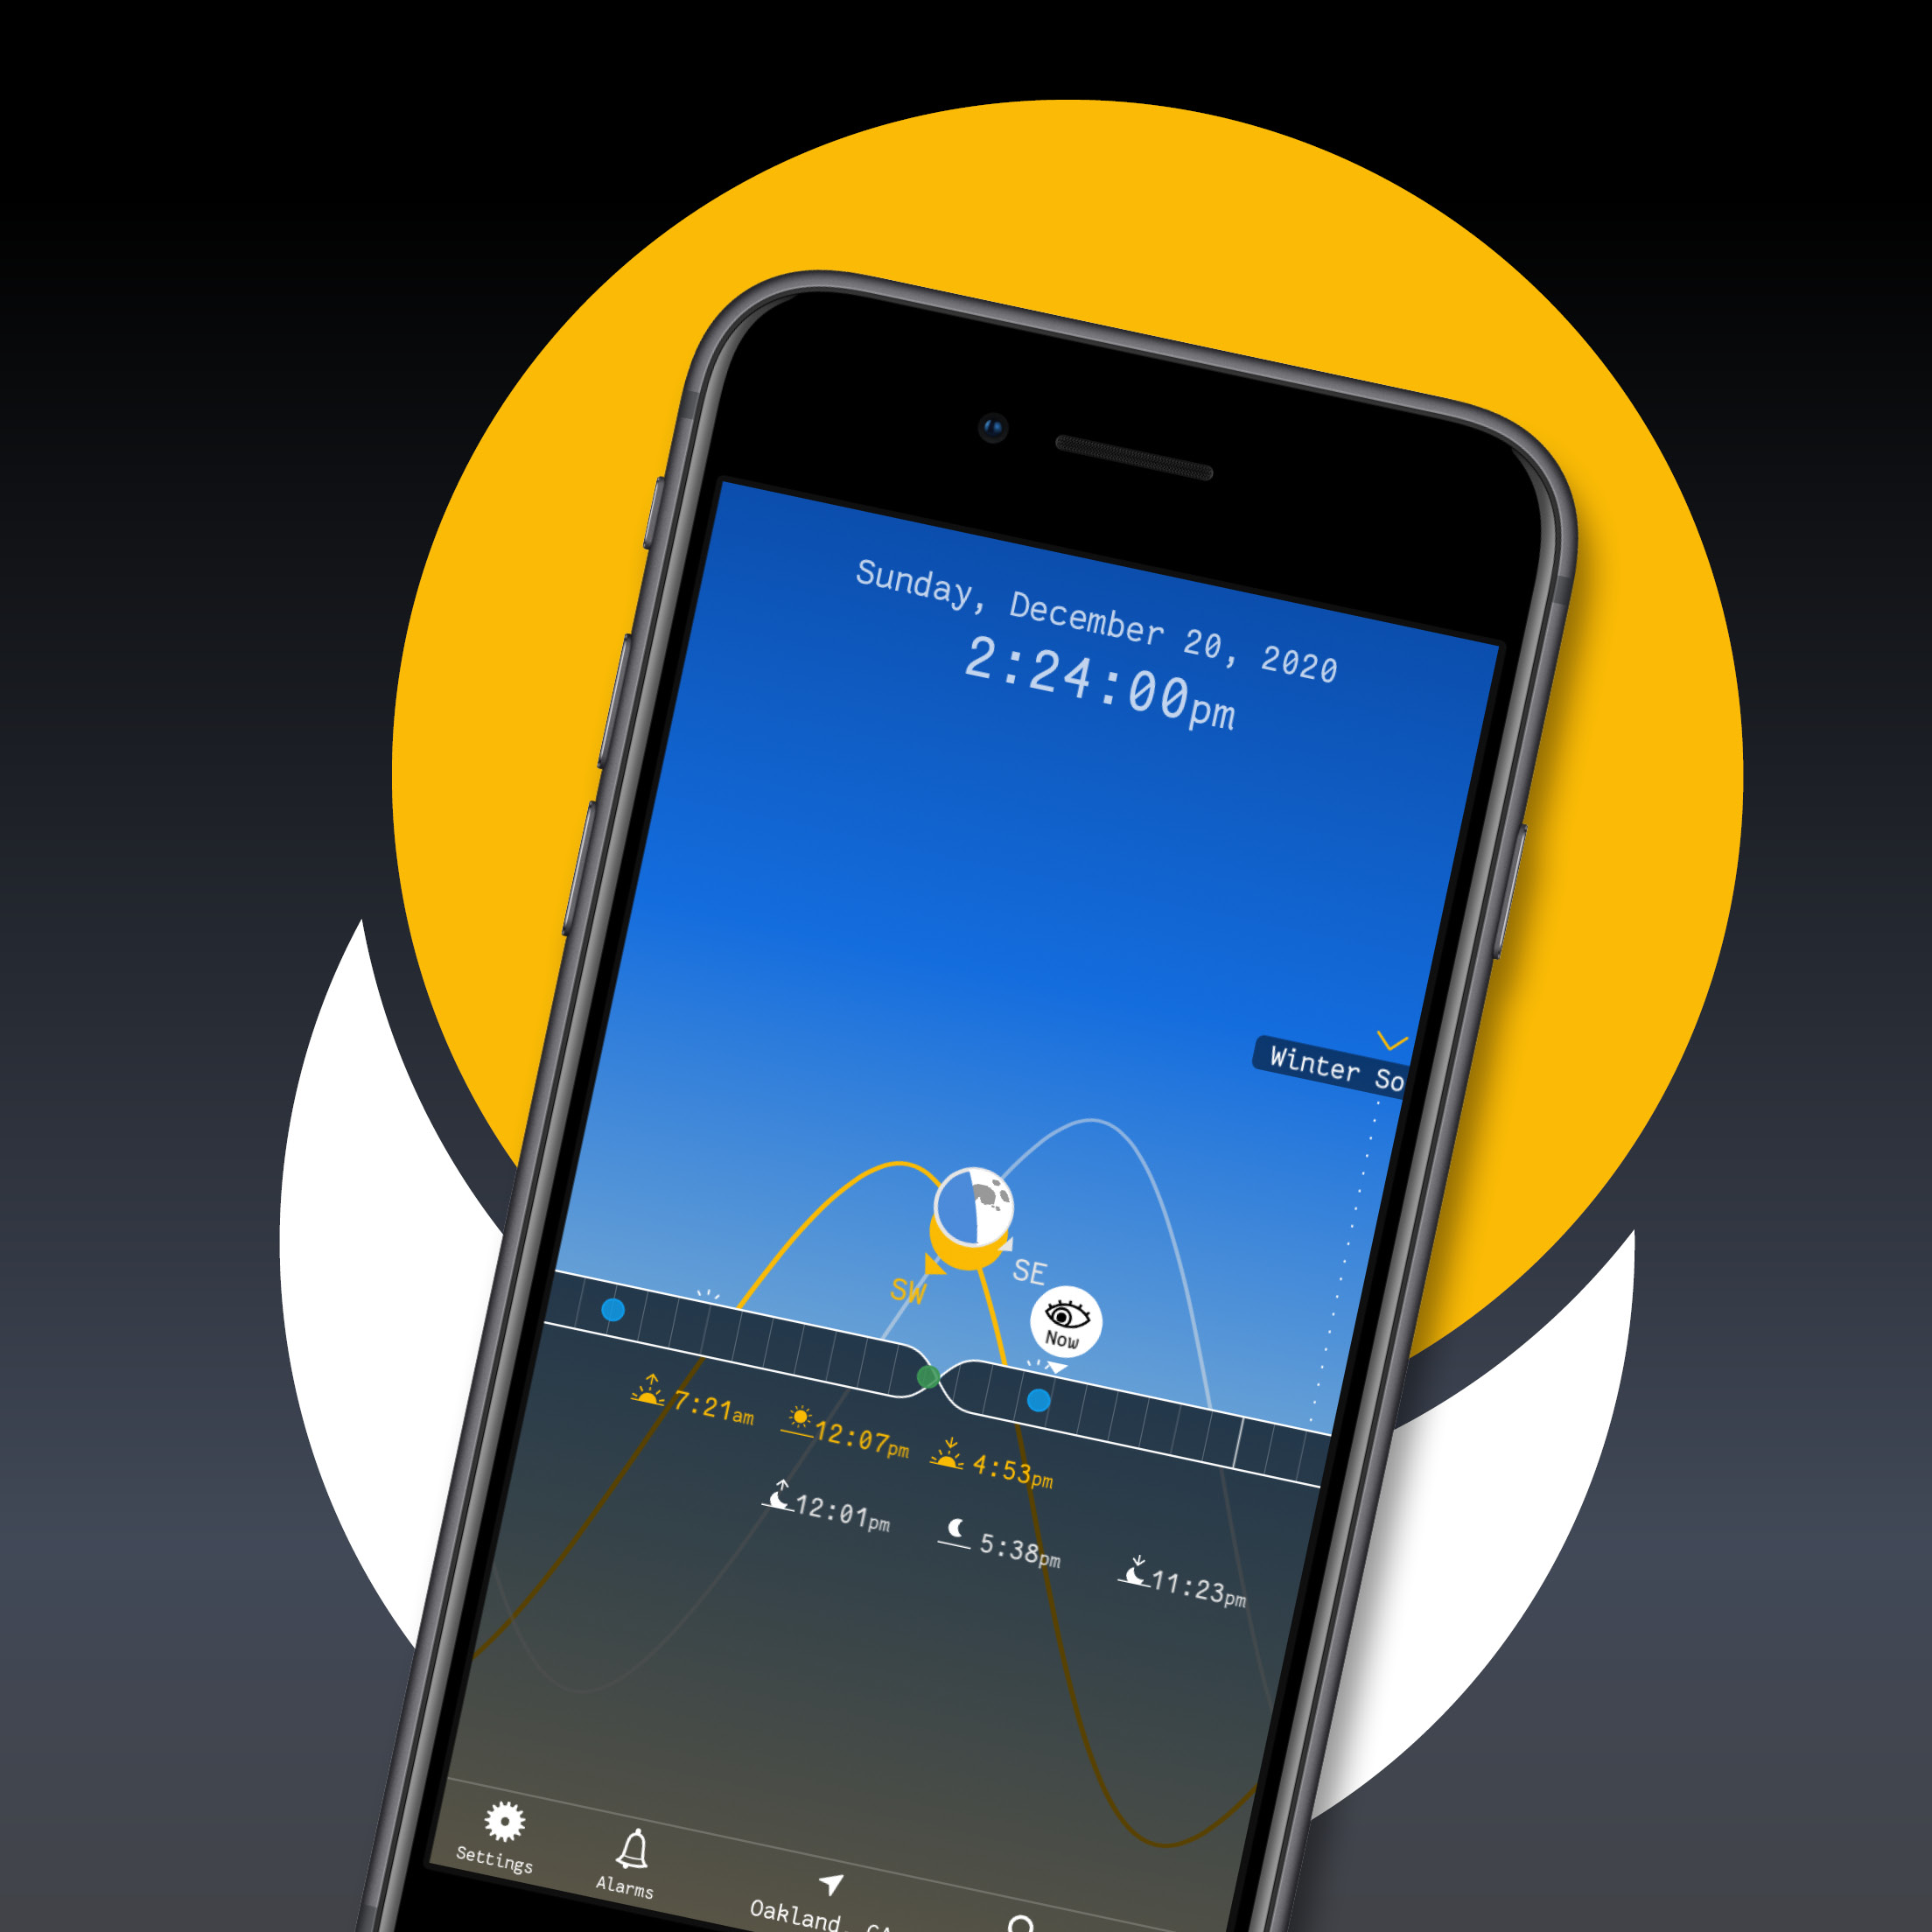 Sunday, December 20, 2020
2:24:00pm
Winter So
SE
SW
Now
7:21am 12:07pm 4:53pm
12:01pm 5:38pm 11:23pm
Settings
Alarms
Oakland, CA